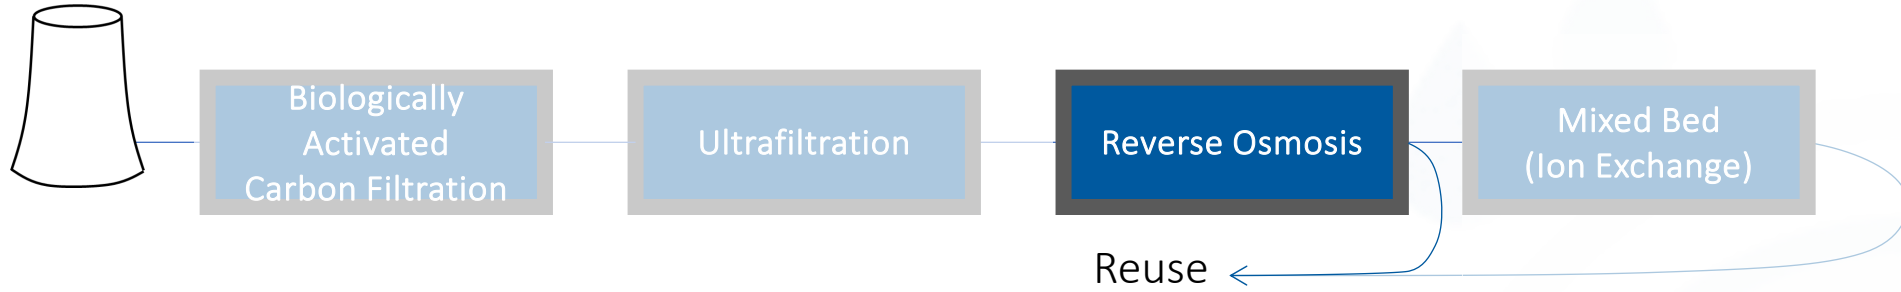 Biologically
Activated
Carbon Filtration
Ultrafiltration
Reverse Osmosis
Mixed Bed
(Ion Exchange)
Reuse